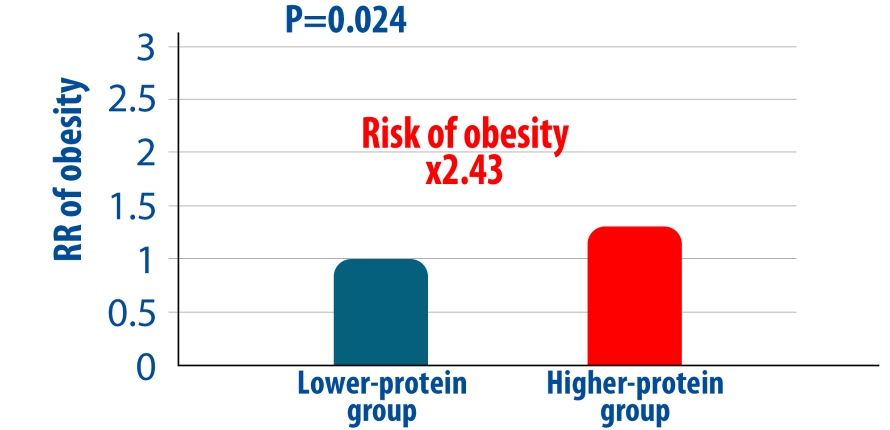 P=0.024
3
2.5
2
1.5
1
0.5
0
RR of obesity
Risk of obesity
x2.43
Lower-protein
group
Higher-protein
group